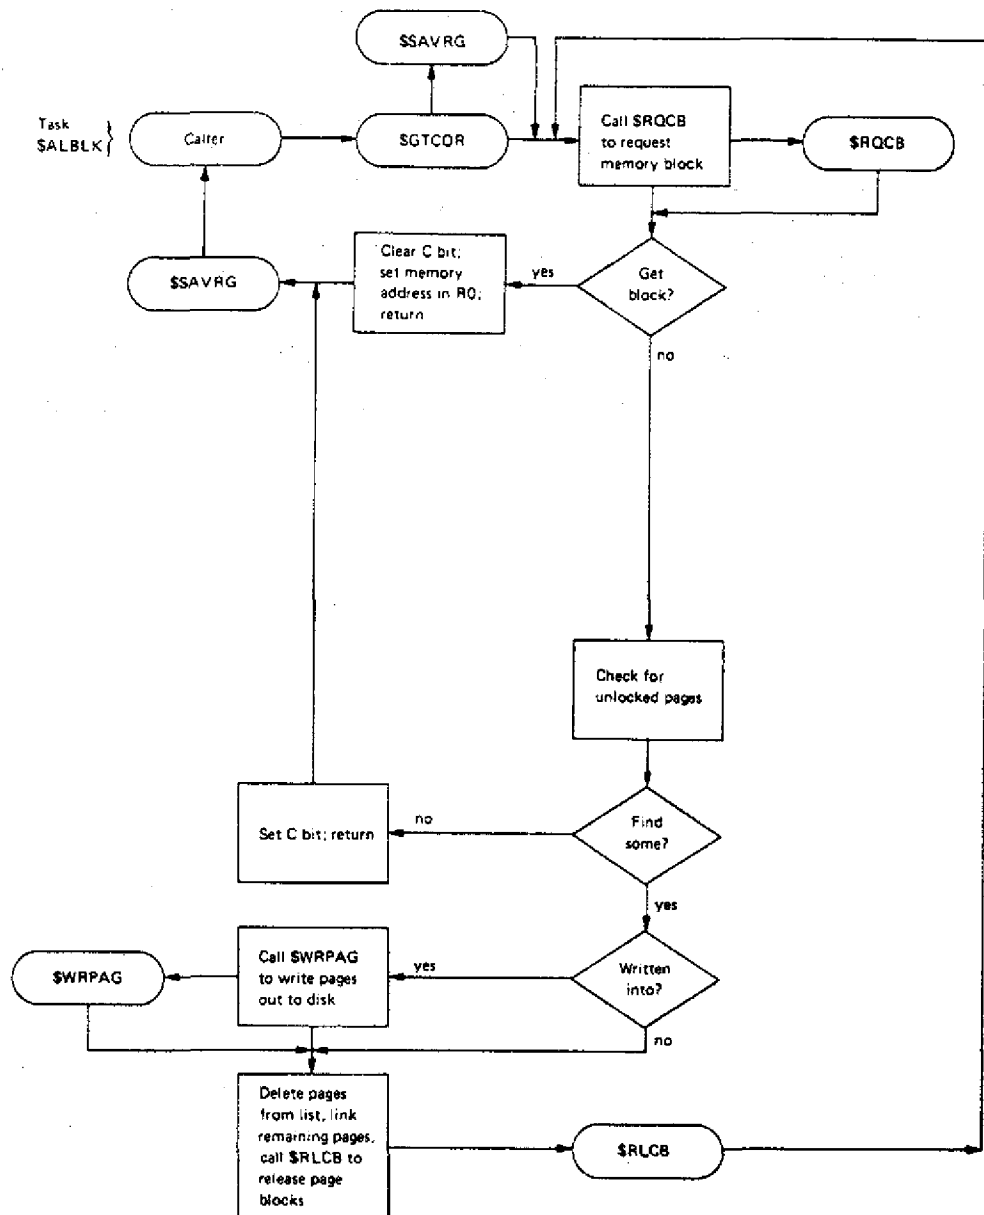 $SAVRG
Task
$ALBLK
Caller
$GTCOR
Call $RQCB
to request
memory block
$RQCB
$SAVRG
Clear C bit;
set memory
address in R0;
return
yes
Get
block?
no
Check for
unlocked pages
Set C bit; return
no
Find
some?
yes
$WRPAG
Call $WRPAG
to write pages
out to disk
yes
Written
into?
no
Delete pages
from list, link
remaining pages,
call $RLCB to
release page
blocks
$RLCB